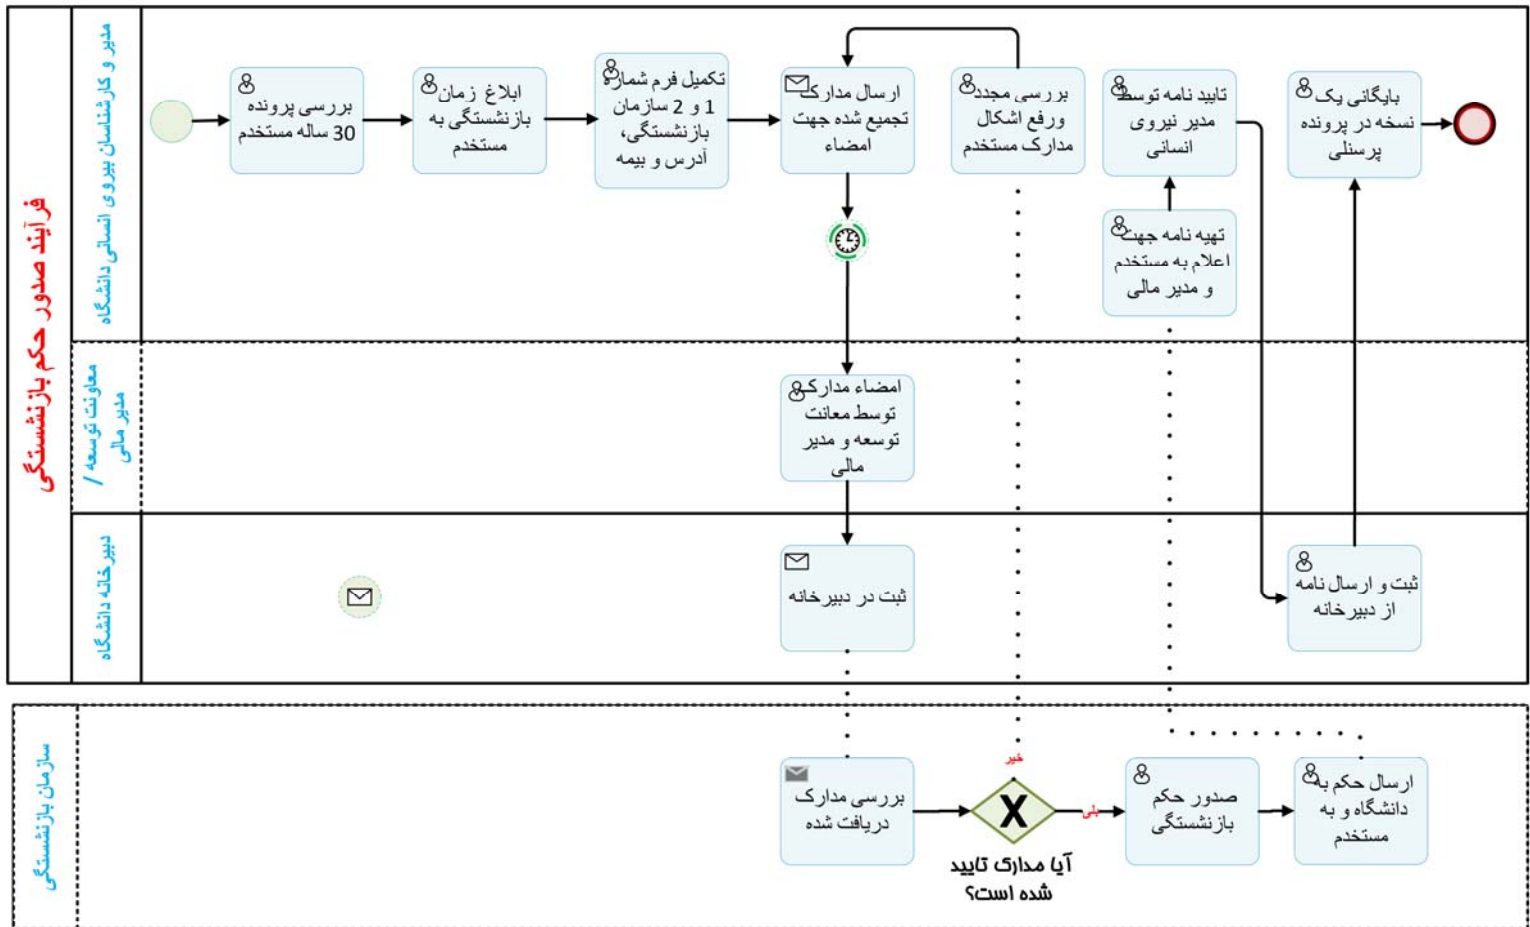 فرآیند صدور حکم بازنشستگی
مدیر و کارشناسان بیروی انسانی دانشگاه
بررسی پرونده
30 ساله مستخدم
ابلاغ زمان
بازنشستگی به
مستخدم
تکمیل فرم شماره
1 و 2 سازمان
بازنشستگی،
آدرس و بیمه
ارسال مدارک
تجمیع شده جهت
امضاء
بررسی مجدد
ورفع اشکال
مدارک مستخدم
تایید نامه توسط
مدیر نیروی
انسانی
بایگانی یک
نسخه در پرونده
پرسنلی
تهیه نامه جهت
اعلام به مستخدم
و مدیر مالی
معاونت توسعه /
مدیر مالی
امضاء مدارک
توسط معانت
توسعه و مدیر
مالی
دبیرخانه دانشگاه
ثبت در دبیرخانه
ثبت و ارسال نامه
از دبیرخانه
سازمان بازنشستگی
بررسی مدارک
دریافت شده
خیر
X
بلی
آیا مدارک تایید
شده است؟
صدور حکم
بازنشستگی
ارسال حکم به
دانشگاه و به
مستخدم